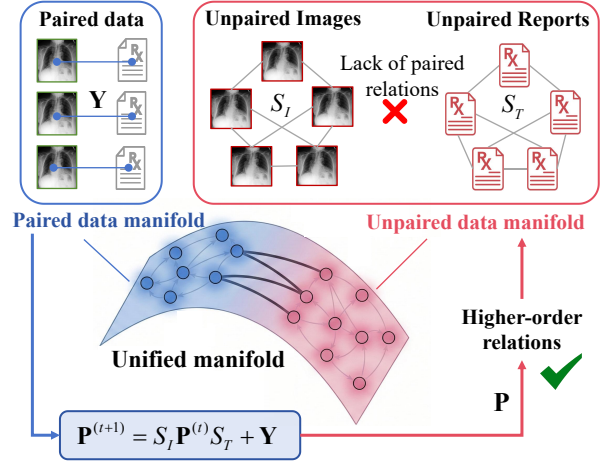 Paired data
Y
Unpaired Images
Unpaired Reports
S_I
Lack of paired
relations
S_T
Paired data manifold
Unpaired data manifold
Unified manifold
Higher-order
relations
P
P^{(t+1)} = S_I P^{(t)} S_T + Y